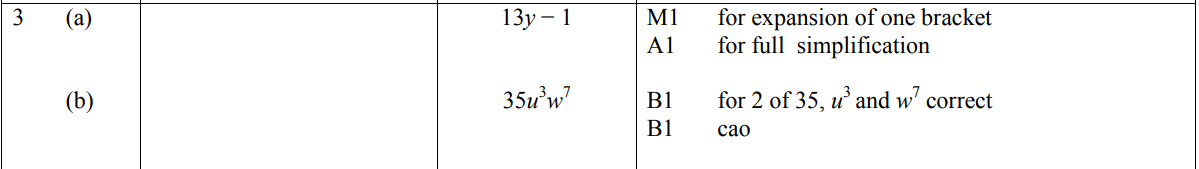 3 (a) 13y − 1 M1 for expansion of one bracket
A1 for full simplification
(b) 35u³w⁷ B1 for 2 of 35, u³ and w⁷ correct
B1 cao